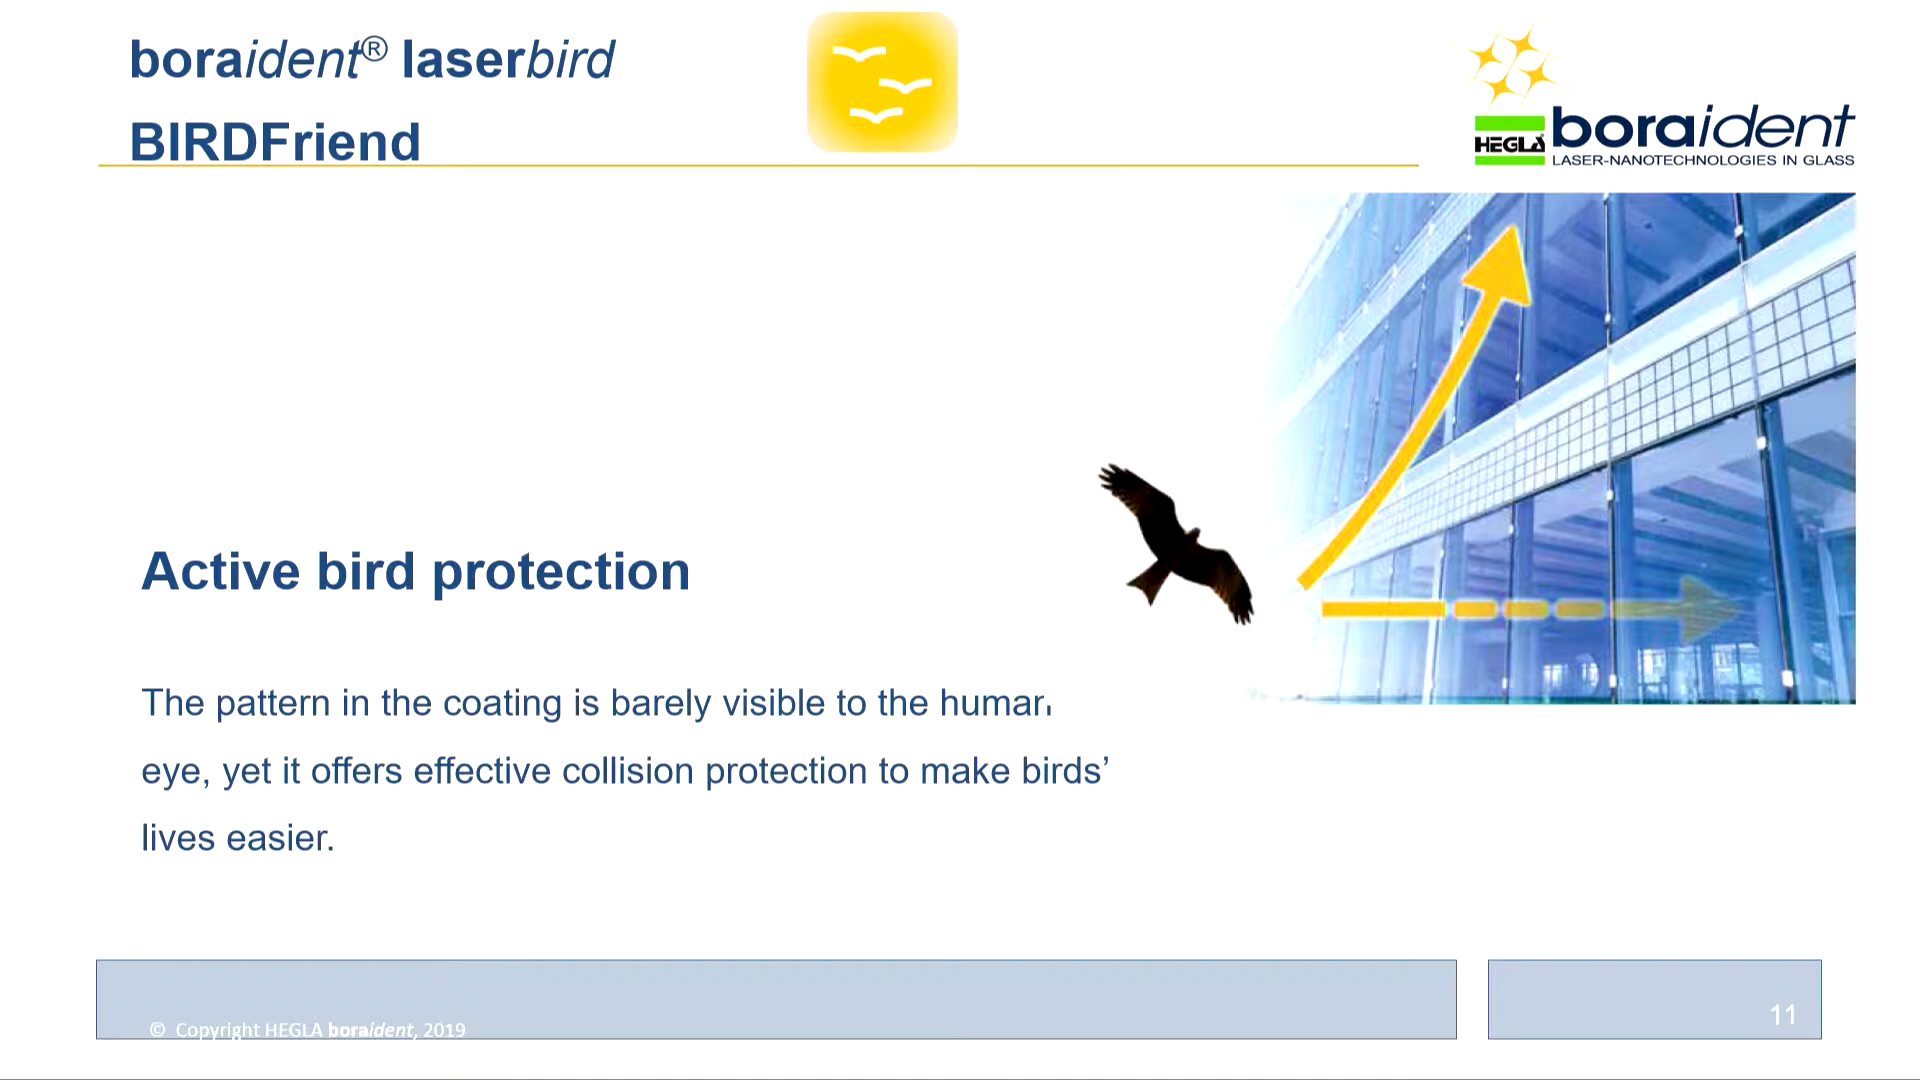 boraident® laserbird
BIRDFriend
HEGLA boraident
LASER-NANOTECHNOLOGIES IN GLASS
Active bird protection
The pattern in the coating is barely visible to the human
eye, yet it offers effective collision protection to make birds’
lives easier.
© Copyright HEGLA boraident, 2019
11